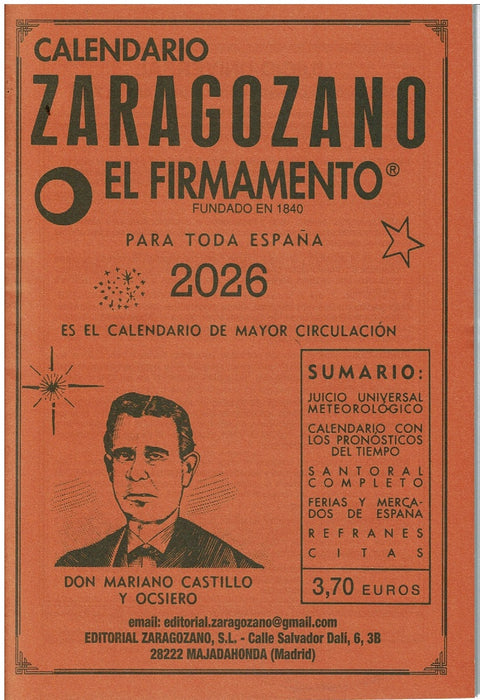 CALENDARIO
ZARAGOZANO
EL FIRMAMENTO®
FUNDADO EN 1840
PARA TODA ESPAÑA
2026
ES EL CALENDARIO DE MAYOR CIRCULACIÓN
SUMARIO:
JUICIO UNIVERSAL
METEOROLÓGICO
CALENDARIO CON
LOS PRONÓSTICOS
DEL TIEMPO
SANTORAL
COMPLETO
FERIAS Y MERCA-
DOS DE ESPAÑA
REFRANES
CITAS
3,70 EUROS
DON MARIANO CASTILLO
Y OCSIERO
email: editorial.zaragozano@gmail.com
EDITORIAL ZARAGOZANO, S.L. - Calle Salvador Dalí, 6, 3B
28222 MAJADAHONDA (Madrid)